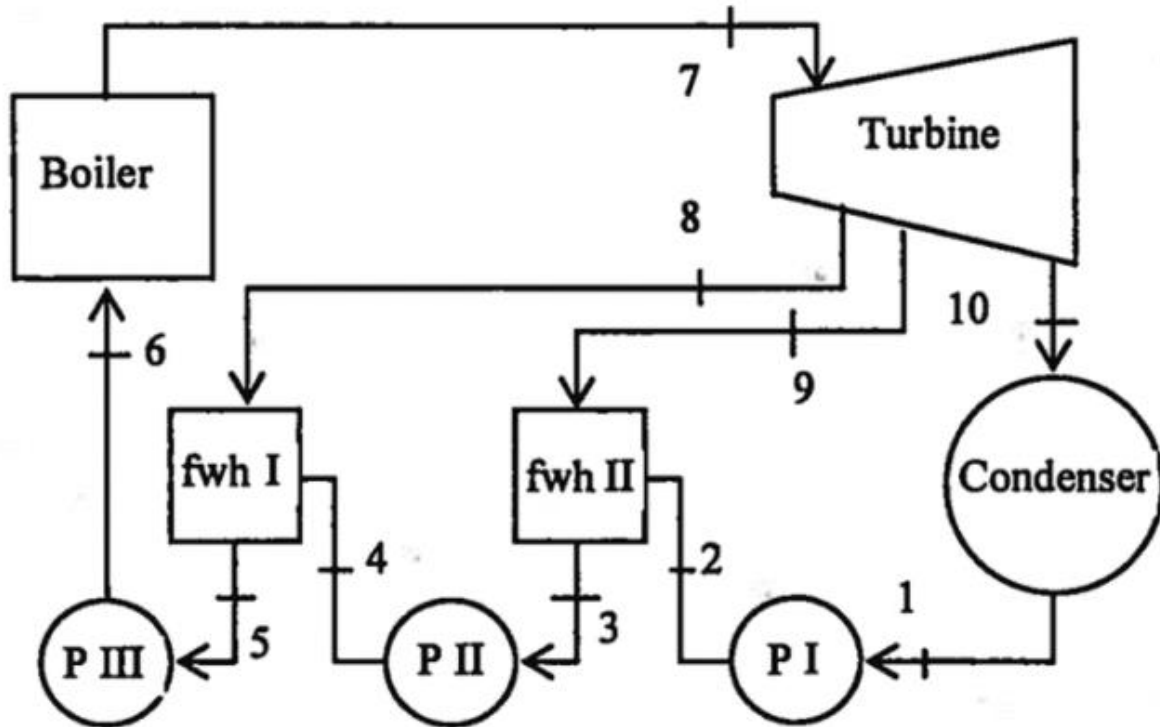 7
Turbine
Boiler
8
10
6
9
fwh I
fwh II
Condenser
4
2
1
5
3
P III
P II
P I